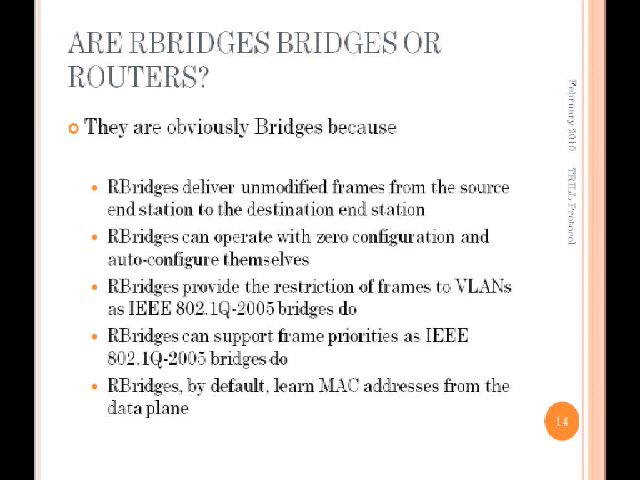 ARE RBRIDGES BRIDGES OR
ROUTERS?
They are obviously Bridges because
RBridges deliver unmodified frames from the source
end station to the destination end station
RBridges can operate with zero configuration and
auto-configure themselves
RBridges provide the restriction of frames to VLANs
as IEEE 802.1Q-2005 bridges do
RBridges can support frame priorities as IEEE
802.1Q-2005 bridges do
RBridges, by default, learn MAC addresses from the
data plane
February
TRILL Protocol
14